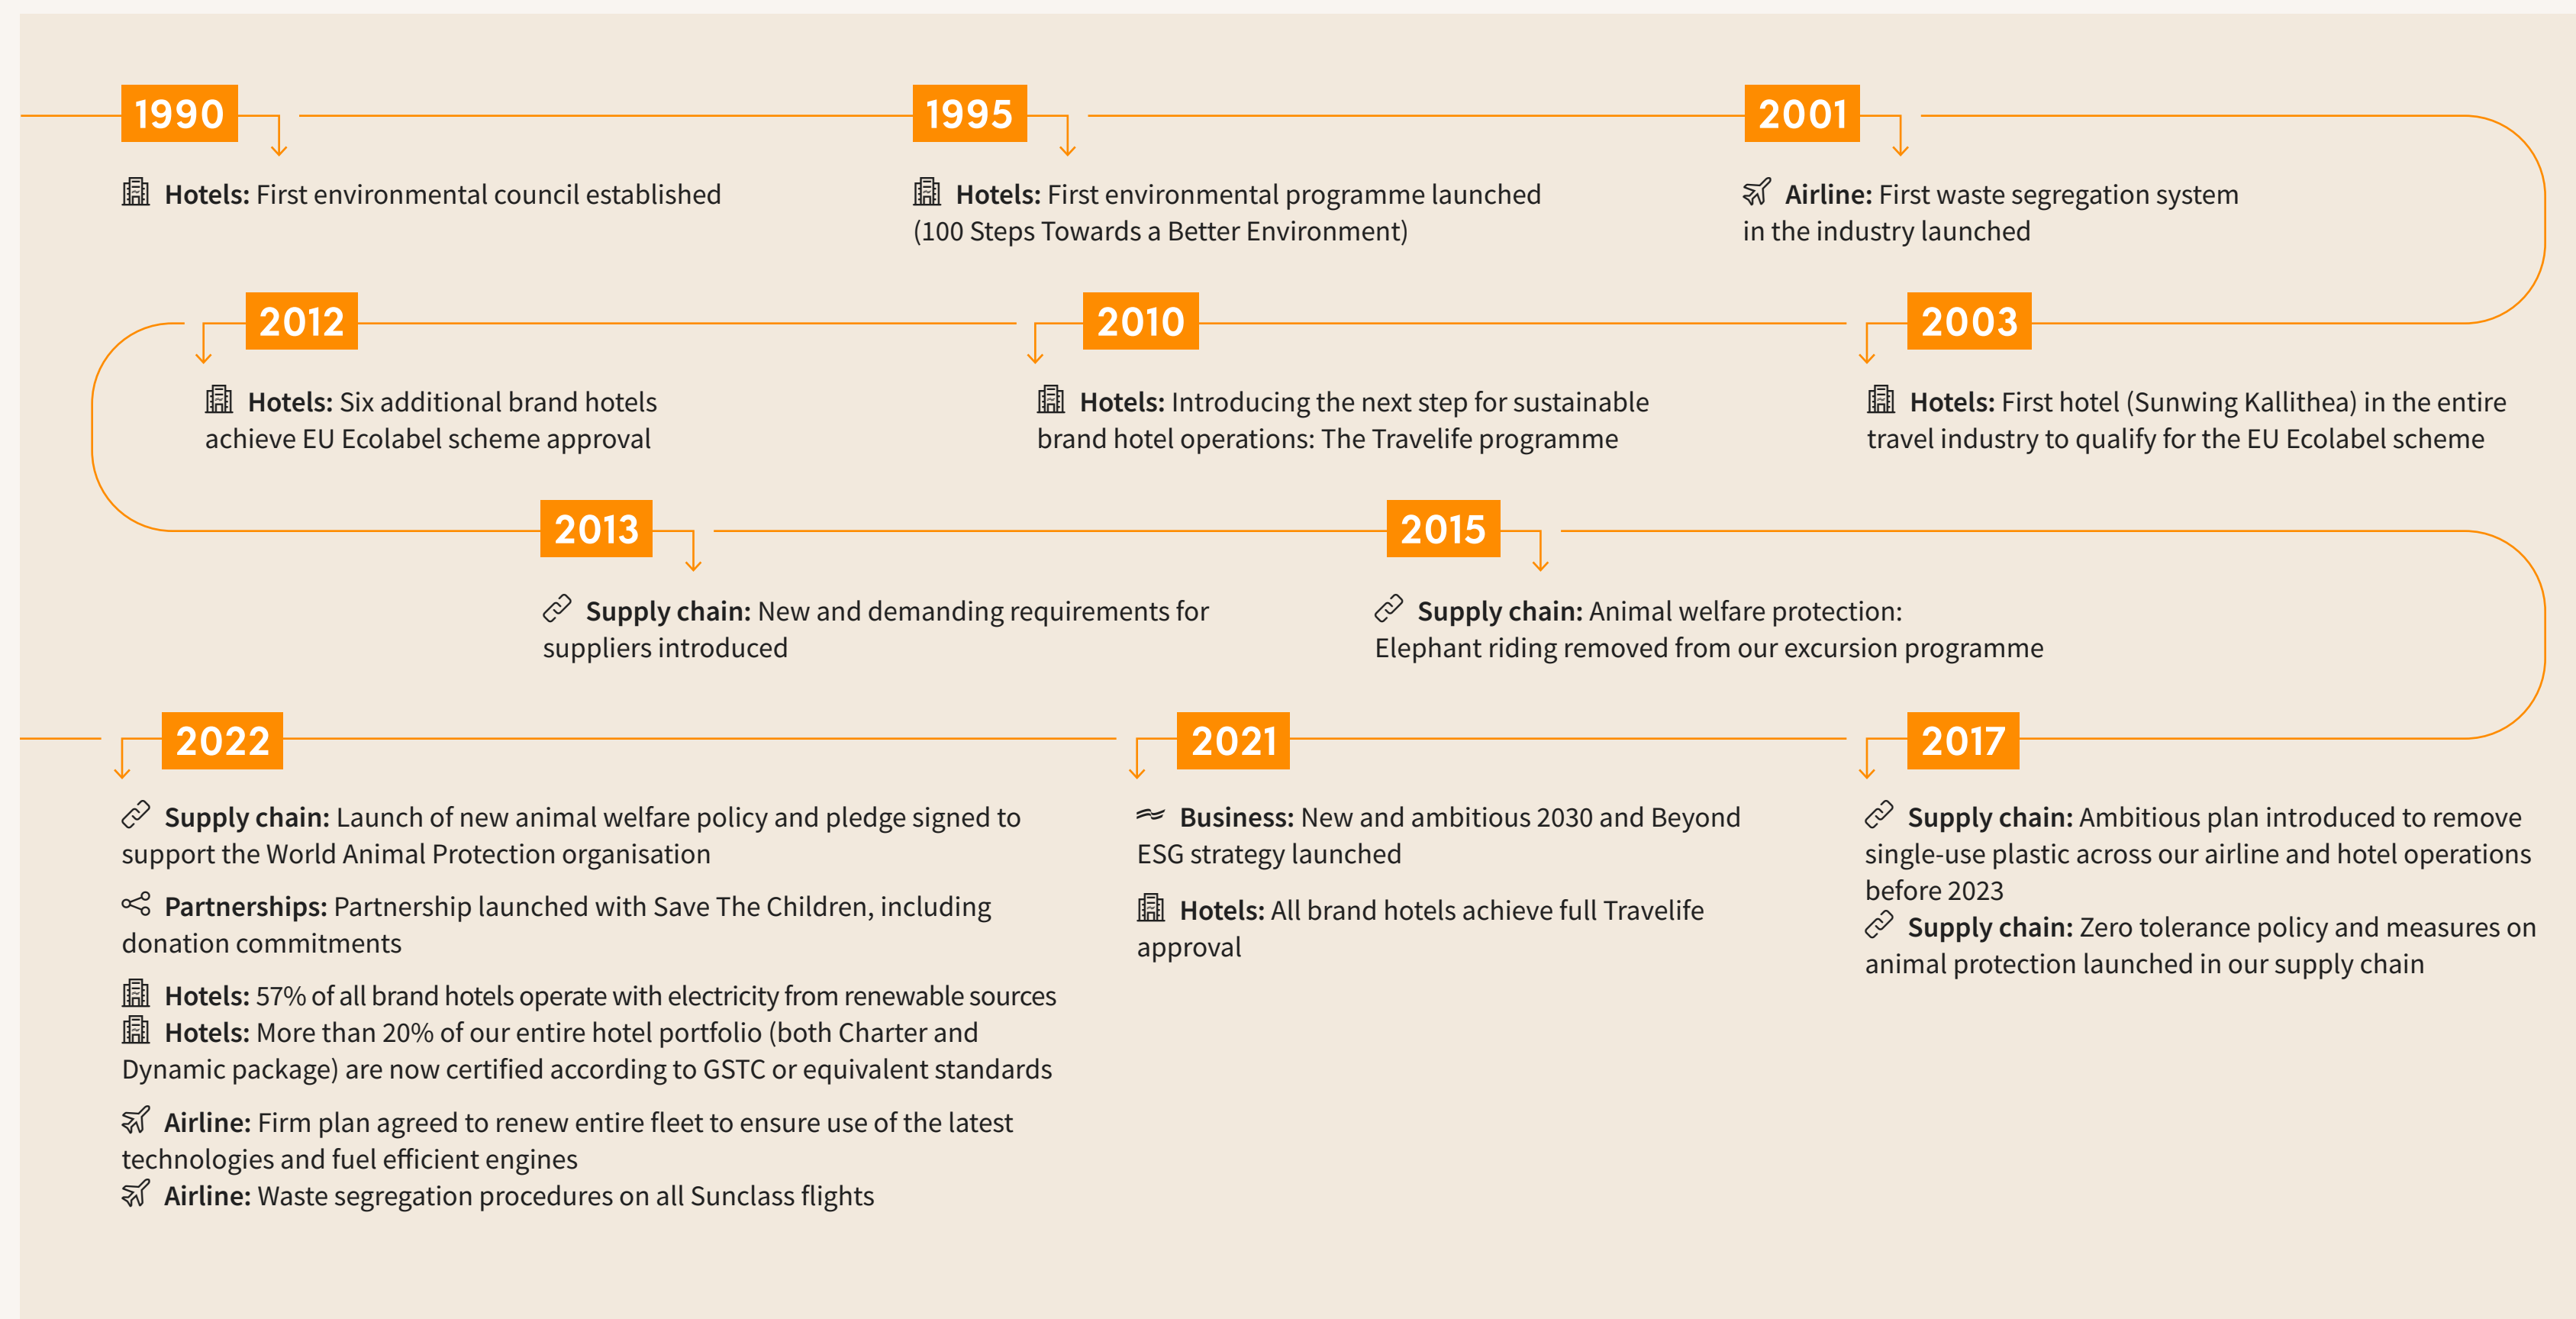 1990
Hotels: First environmental council established
1995
Hotels: First environmental programme launched
(100 Steps Towards a Better Environment)
2001
Airline: First waste segregation system
in the industry launched
2003
Hotels: First hotel (Sunwing Kallithea) in the entire
travel industry to qualify for the EU Ecolabel scheme
2010
Hotels: Introducing the next step for sustainable
brand hotel operations: The Travelife programme
2012
Hotels: Six additional brand hotels
achieve EU Ecolabel scheme approval
2013
Supply chain: New and demanding requirements for
suppliers introduced
2015
Supply chain: Animal welfare protection:
Elephant riding removed from our excursion programme
2017
Supply chain: Ambitious plan introduced to remove
single-use plastic across our airline and hotel operations
before 2023
Supply chain: Zero tolerance policy and measures on
animal protection launched in our supply chain
2021
Business: New and ambitious 2030 and Beyond
ESG strategy launched
Hotels: All brand hotels achieve full Travelife
approval
2022
Supply chain: Launch of new animal welfare policy and pledge signed to
support the World Animal Protection organisation
Partnerships: Partnership launched with Save The Children, including
donation commitments
Hotels: 57% of all brand hotels operate with electricity from renewable sources
Hotels: More than 20% of our entire hotel portfolio (both Charter and
Dynamic package) are now certified according to GSTC or equivalent standards
Airline: Firm plan agreed to renew entire fleet to ensure use of the latest
technologies and fuel efficient engines
Airline: Waste segregation procedures on all Sunclass flights